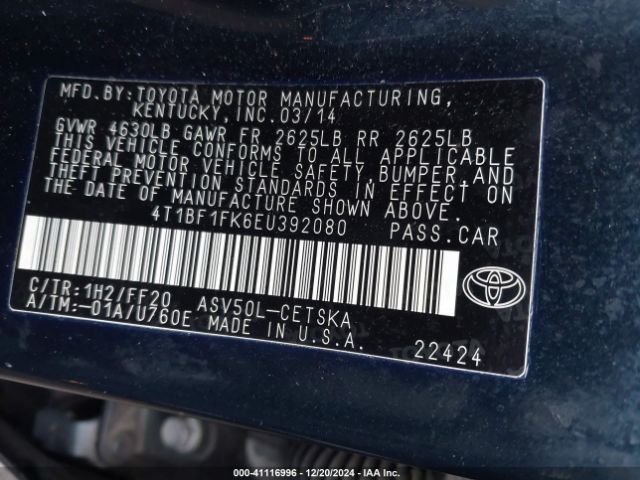 MFD.BY:TOYOTA MOTOR MANUFACTURING,
KENTUCKY,INC.03/14
GVWR 4630LB GAWR FR 2625LB RR 2625LB
THIS VEHICLE CONFORMS TO ALL APPLICABLE
FEDERAL MOTOR VEHICLE SAFETY,BUMPER,AND
THEFT PREVENTION STANDARDS IN EFFECT ON
THE DATE OF MANUFACTURE SHOWN ABOVE.
4T1BF1FK6EU392080 PASS.CAR
C/TR:1H2/FF20 ASV50L-CETSKA
A/TM:-01A/U760E MADE IN U.S.A.
22424
000-41116996 - 12/20/2024 - IAA Inc.